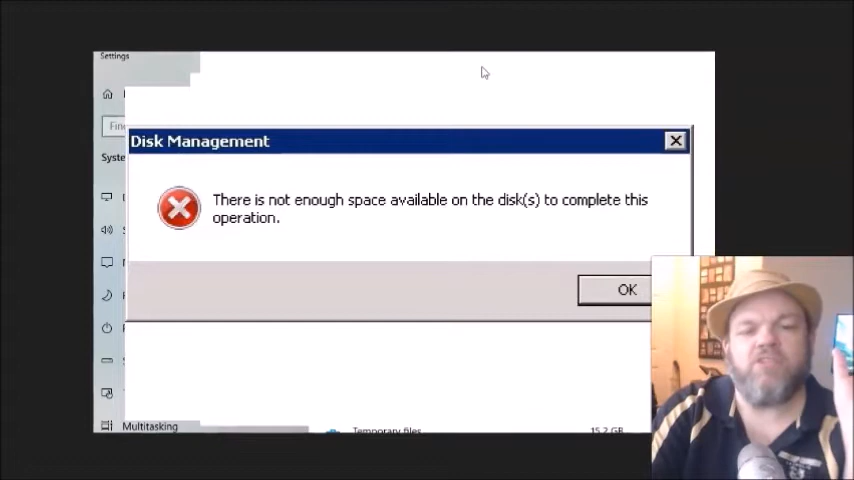 Settings
Fin
Syste
Disk Management
There is not enough space available on the disk(s) to complete this
operation.
OK
Multitasking
Temporary files
15.2 GB